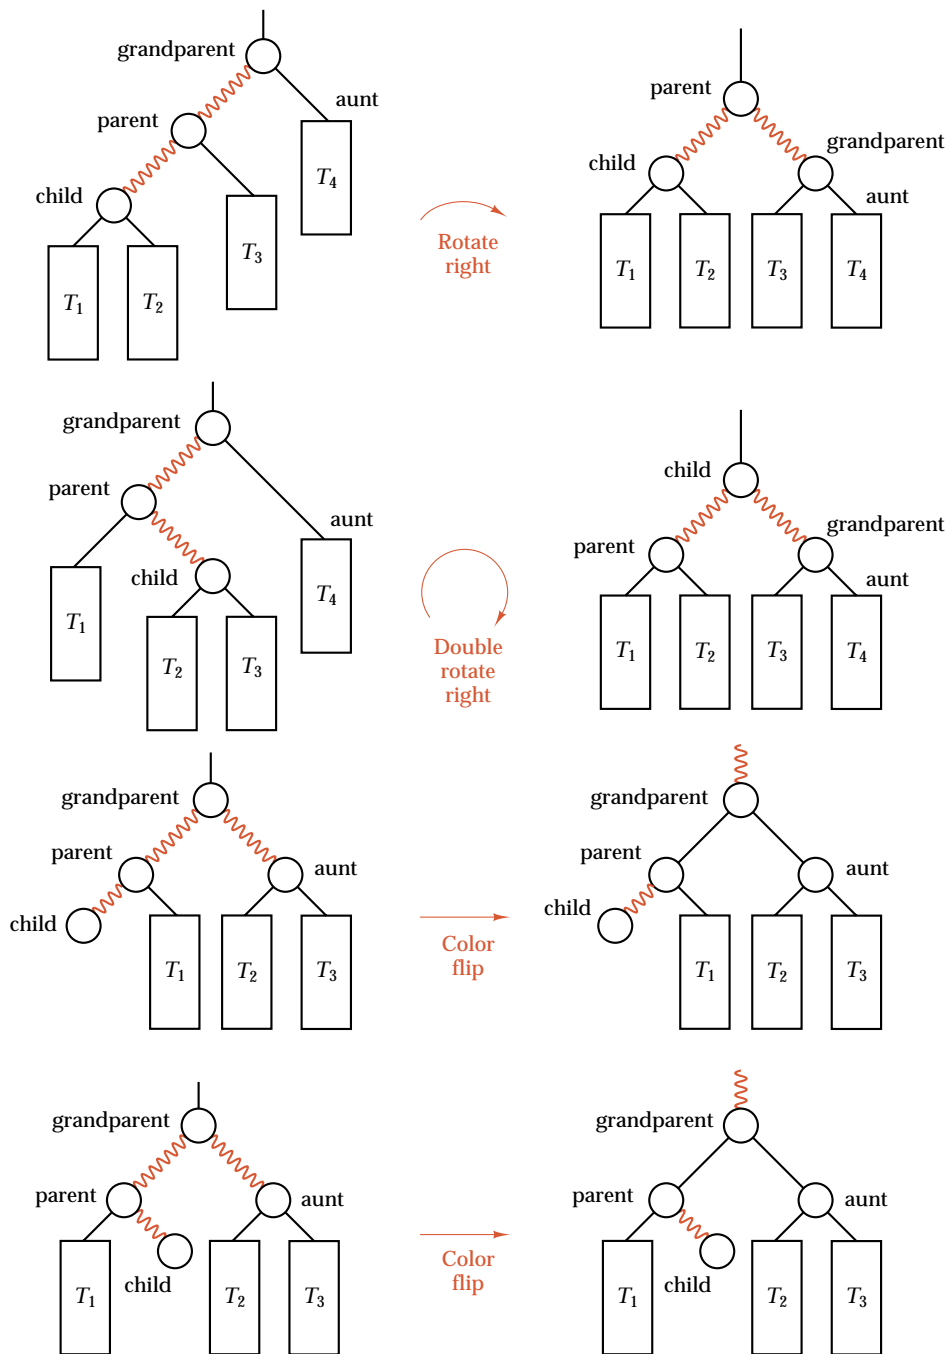 grandparent
aunt
parent
child
T4
T3
T1
T2
Rotate
right
parent
child
grandparent
aunt
T1
T2
T3
T4
grandparent
parent
aunt
child
T1
T4
T2
T3
Double
rotate
right
child
parent
grandparent
aunt
T1
T2
T3
T4
grandparent
parent
aunt
child
T1
T2
T3
Color
flip
grandparent
parent
aunt
child
T1
T2
T3
grandparent
parent
aunt
child
T1
T2
T3
Color
flip
grandparent
parent
aunt
child
T1
T2
T3